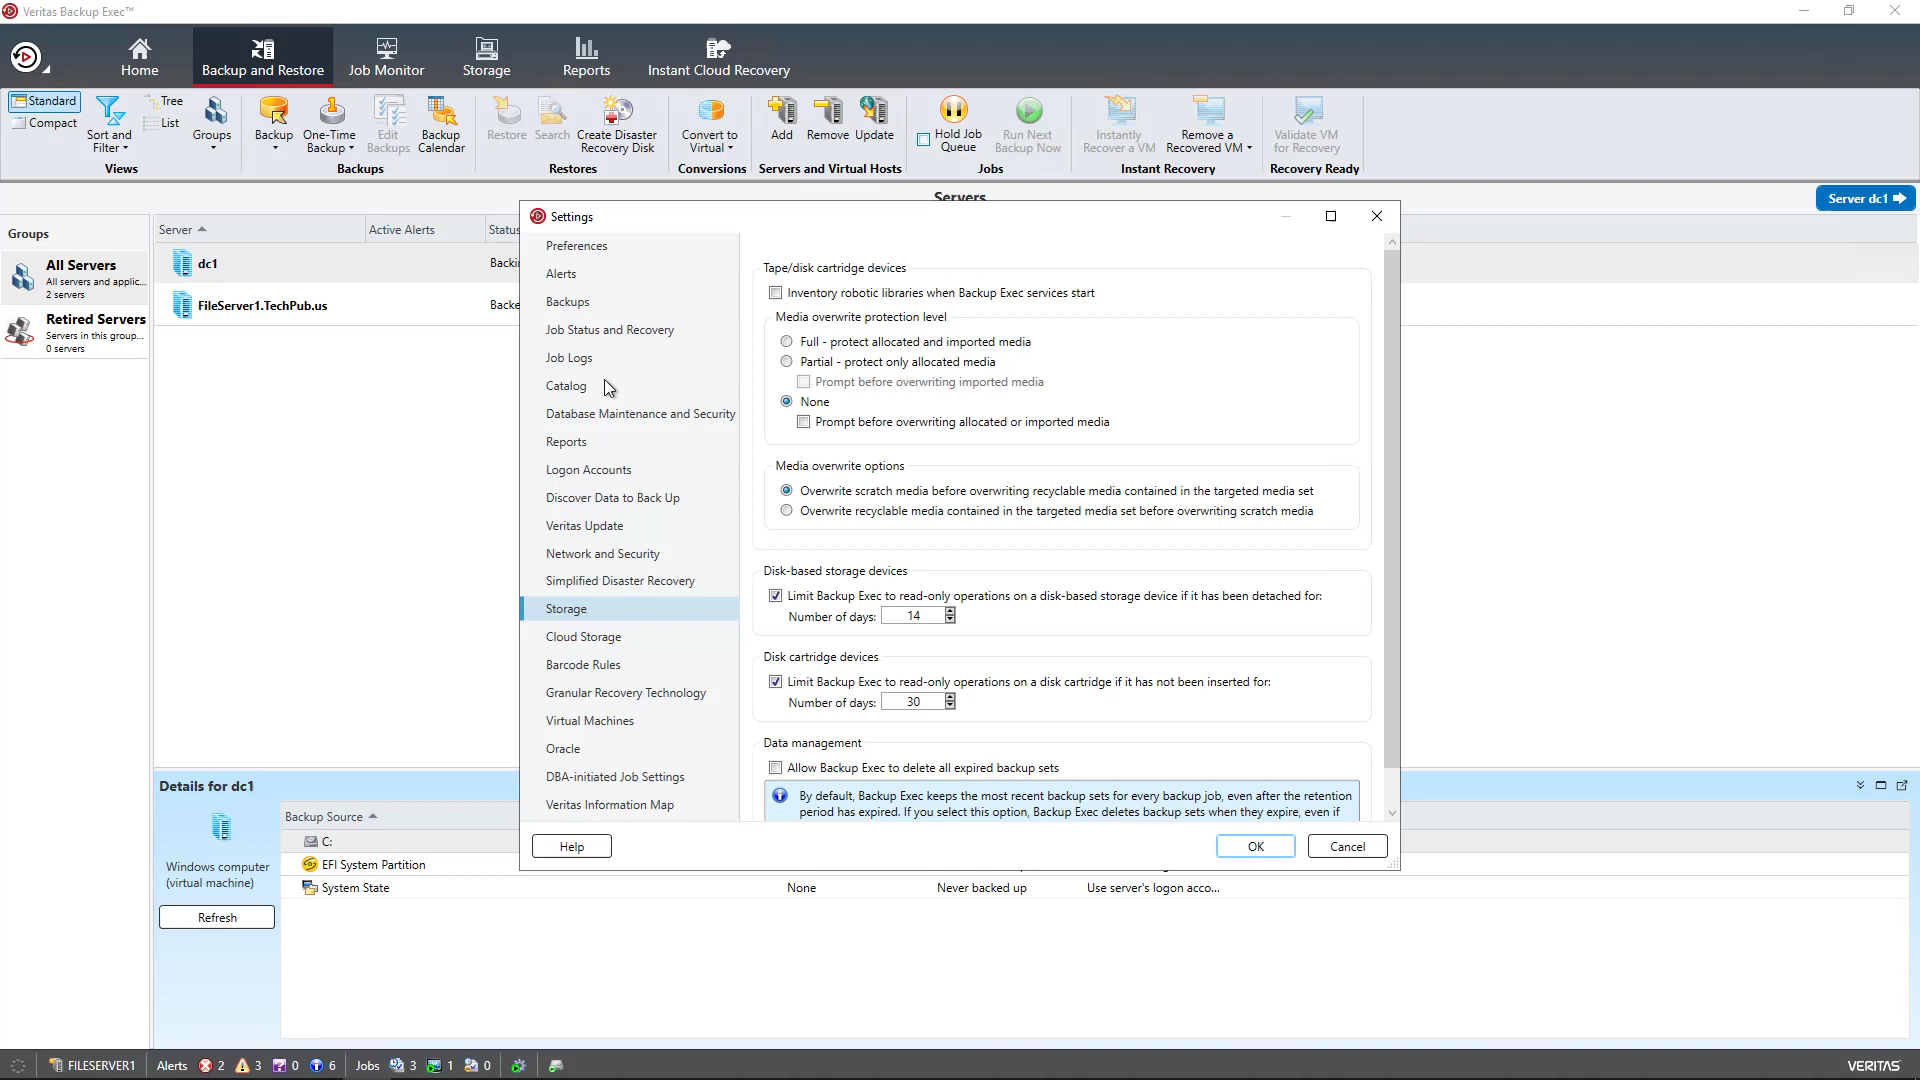 Veritas Backup Exec™
Home
Backup and Restore
Job Monitor
Storage
Reports
Instant Cloud Recovery
Standard
Compact
Sort and
Filter
Tree
List
Groups
Views
Backup
One-Time
Backup
Edit
Backups
Backup
Calendar
Backups
Restore
Search
Create Disaster
Recovery Disk
Restores
Convert to
Virtual
Conversions
Add
Remove
Update
Servers and Virtual Hosts
Hold Job
Queue
Run Next
Backup Now
Jobs
Instantly
Recover a VM
Remove a
Recovered VM
Instant Recovery
Validate VM
for Recovery
Recovery Ready
Servers
Server dc1
Groups
All Servers
All servers and applic...
2 servers
Retired Servers
Servers in this group...
0 servers
Server
Active Alerts
Status
dc1
Backi
FileServer1.TechPub.us
Backe
Settings
Preferences
Alerts
Backups
Job Status and Recovery
Job Logs
Catalog
Database Maintenance and Security
Reports
Logon Accounts
Discover Data to Back Up
Veritas Update
Network and Security
Simplified Disaster Recovery
Storage
Cloud Storage
Barcode Rules
Granular Recovery Technology
Virtual Machines
Oracle
DBA-initiated Job Settings
Veritas Information Map
Tape/disk cartridge devices
Inventory robotic libraries when Backup Exec services start
Media overwrite protection level
Full - protect allocated and imported media
Partial - protect only allocated media
Prompt before overwriting imported media
None
Prompt before overwriting allocated or imported media
Media overwrite options
Overwrite scratch media before overwriting recyclable media contained in the targeted media set
Overwrite recyclable media contained in the targeted media set before overwriting scratch media
Disk-based storage devices
Limit Backup Exec to read-only operations on a disk-based storage device if it has been detached for:
Number of days: 14
Disk cartridge devices
Limit Backup Exec to read-only operations on a disk cartridge if it has not been inserted for:
Number of days: 30
Data management
Allow Backup Exec to delete all expired backup sets
By default, Backup Exec keeps the most recent backup sets for every backup job, even after the retention
period has expired. If you select this option, Backup Exec deletes backup sets when they expire, even if
Help
OK
Cancel
Details for dc1
Windows computer
(virtual machine)
Refresh
Backup Source
C:
EFI System Partition
System State
None
Never backed up
Use server's logon acco...
FILESERVER1
Alerts 2 3 0 6
Jobs 3 1 0
VERITAS